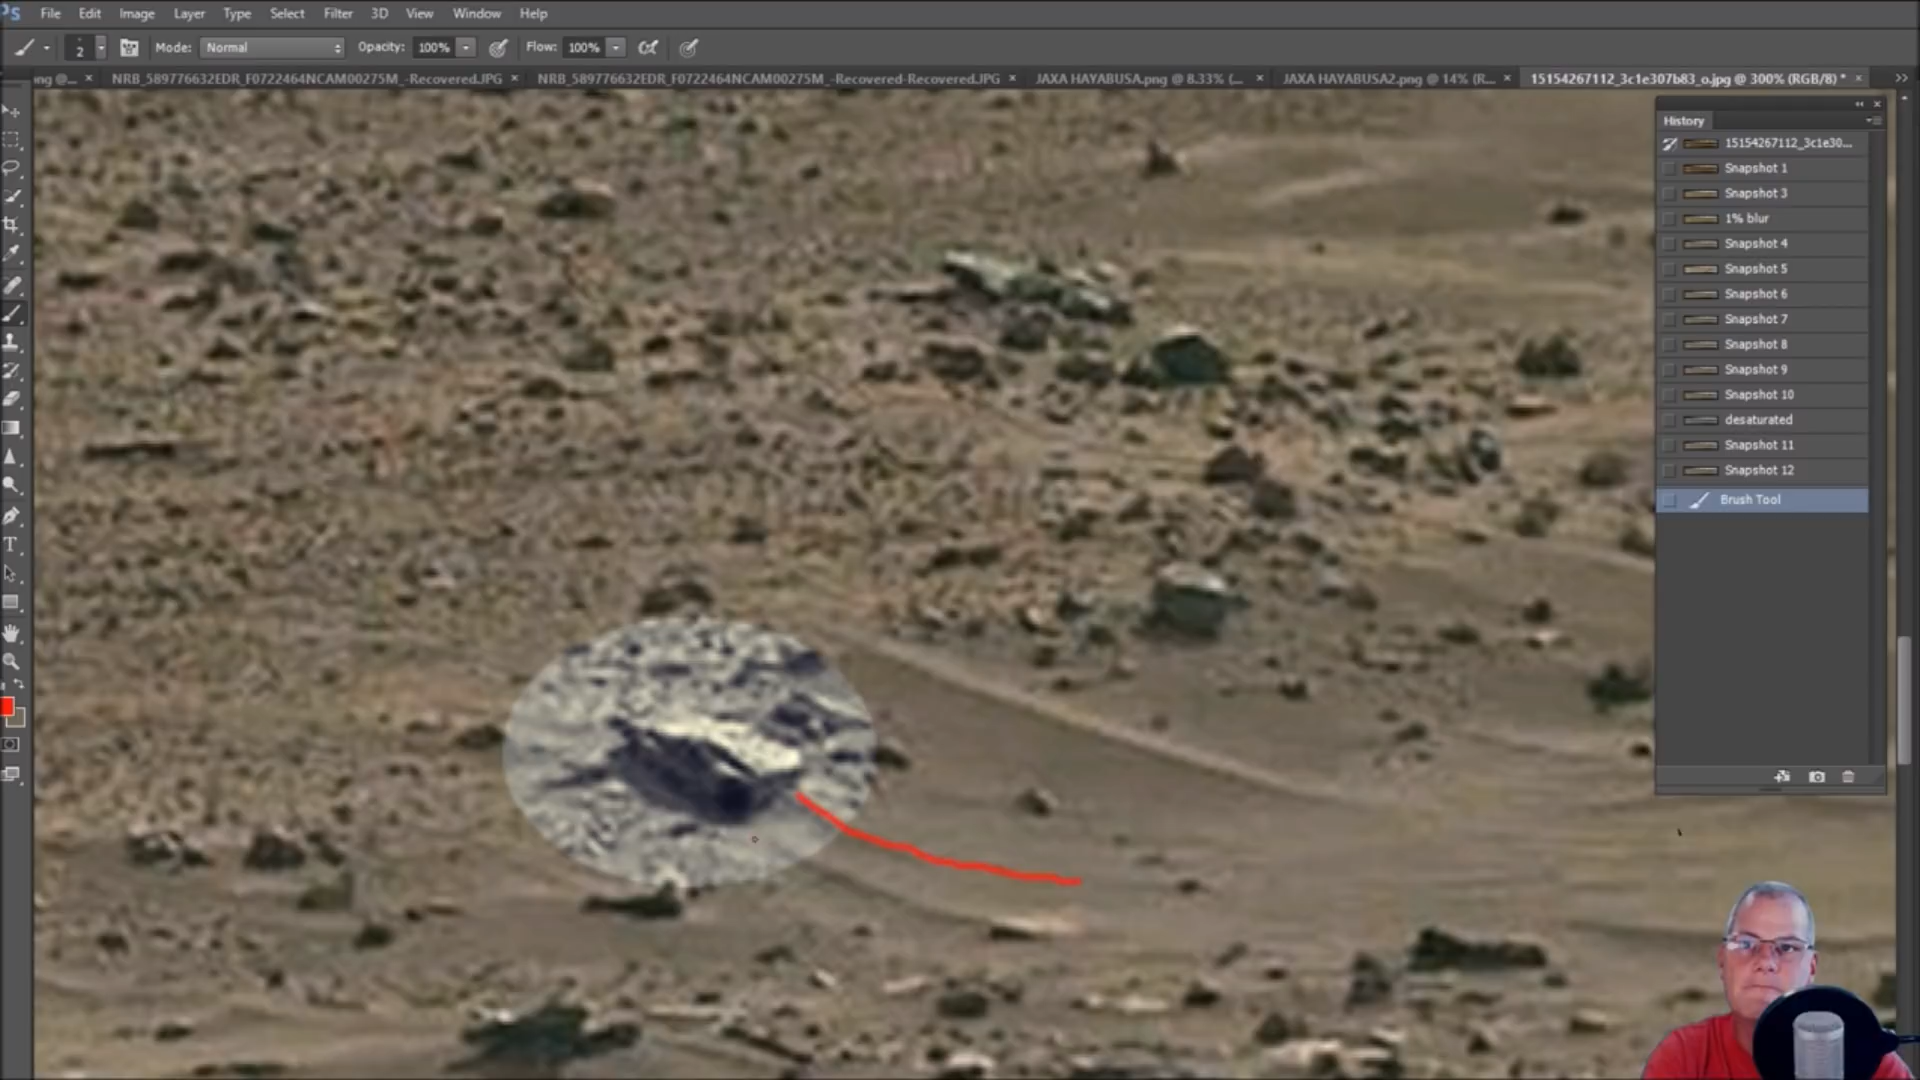 PS File Edit Image Layer Type Select Filter 3D View Window Help
2 Mode: Normal Opacity: 100% Flow: 100%
ng @... × NRB_589776632EDR_F0722464NCAM00275M_-Recovered.JPG × NRB_589776632EDR_F0722464NCAM00275M_-Recovered-Recovered.JPG × JAXA HAYABUSA.png @ 8.33% (... × JAXA HAYABUSA2.png @ 14% (R... × 15154267112_3c1e307b83_o.jpg @ 300% (RGB/8) * ×
History
15154267112_3c1e30...
Snapshot 1
Snapshot 3
1% blur
Snapshot 4
Snapshot 5
Snapshot 6
Snapshot 7
Snapshot 8
Snapshot 9
Snapshot 10
desaturated
Snapshot 11
Snapshot 12
Brush Tool
T